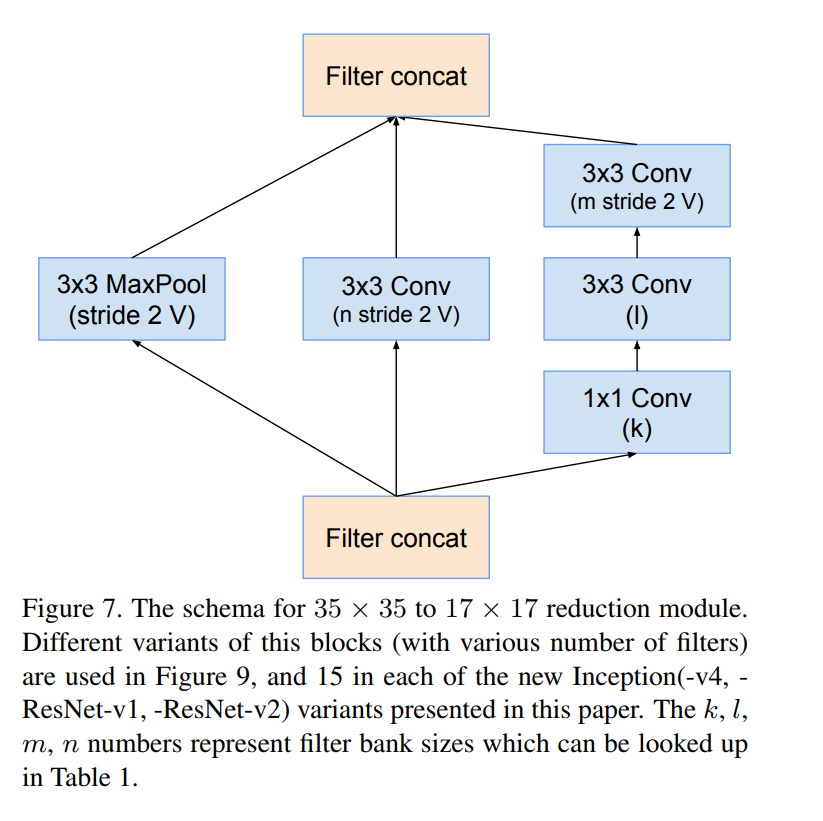 Filter concat
3x3 Conv
(m stride 2 V)
3x3 MaxPool
(stride 2 V)
3x3 Conv
(n stride 2 V)
3x3 Conv
(l)
1x1 Conv
(k)
Filter concat
Figure 7. The schema for 35 × 35 to 17 × 17 reduction module.
Different variants of this blocks (with various number of filters)
are used in Figure 9, and 15 in each of the new Inception(-v4, -
ResNet-v1, -ResNet-v2) variants presented in this paper. The k, l,
m, n numbers represent filter bank sizes which can be looked up
in Table 1.